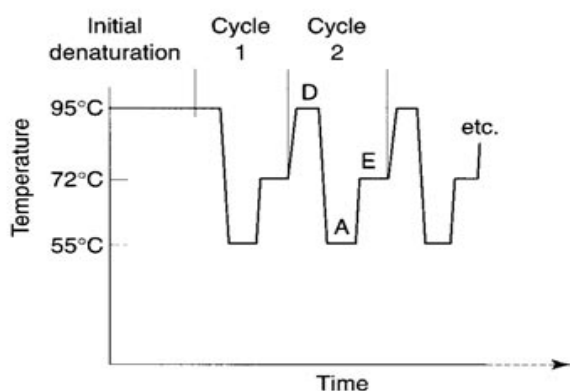 Initial
denaturation
Cycle
1
Cycle
2
D
95°C
etc.
E
72°C
A
55°C
Temperature
Time